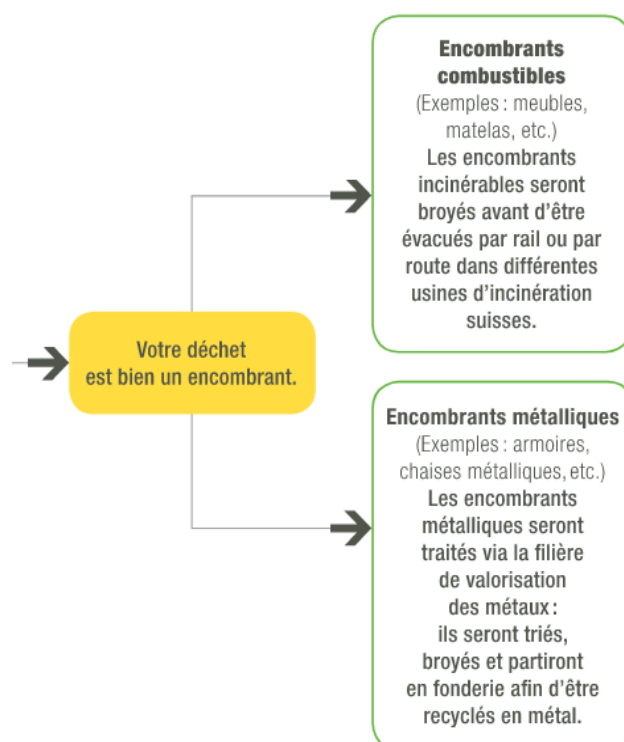 Encombrants
combustibles
(Exemples : meubles,
matelas, etc.)
Les encombrants
incinérables seront
broyés avant d’être
évacués par rail ou par
route dans différentes
usines d’incinération
suisses.
Votre déchet
est bien un encombrant.
Encombrants métalliques
(Exemples : armoires,
chaises métalliques, etc.)
Les encombrants
métalliques seront
traités via la filière
de valorisation
des métaux :
ils seront triés,
broyés et partiront
en fonderie afin d’être
recyclés en métal.